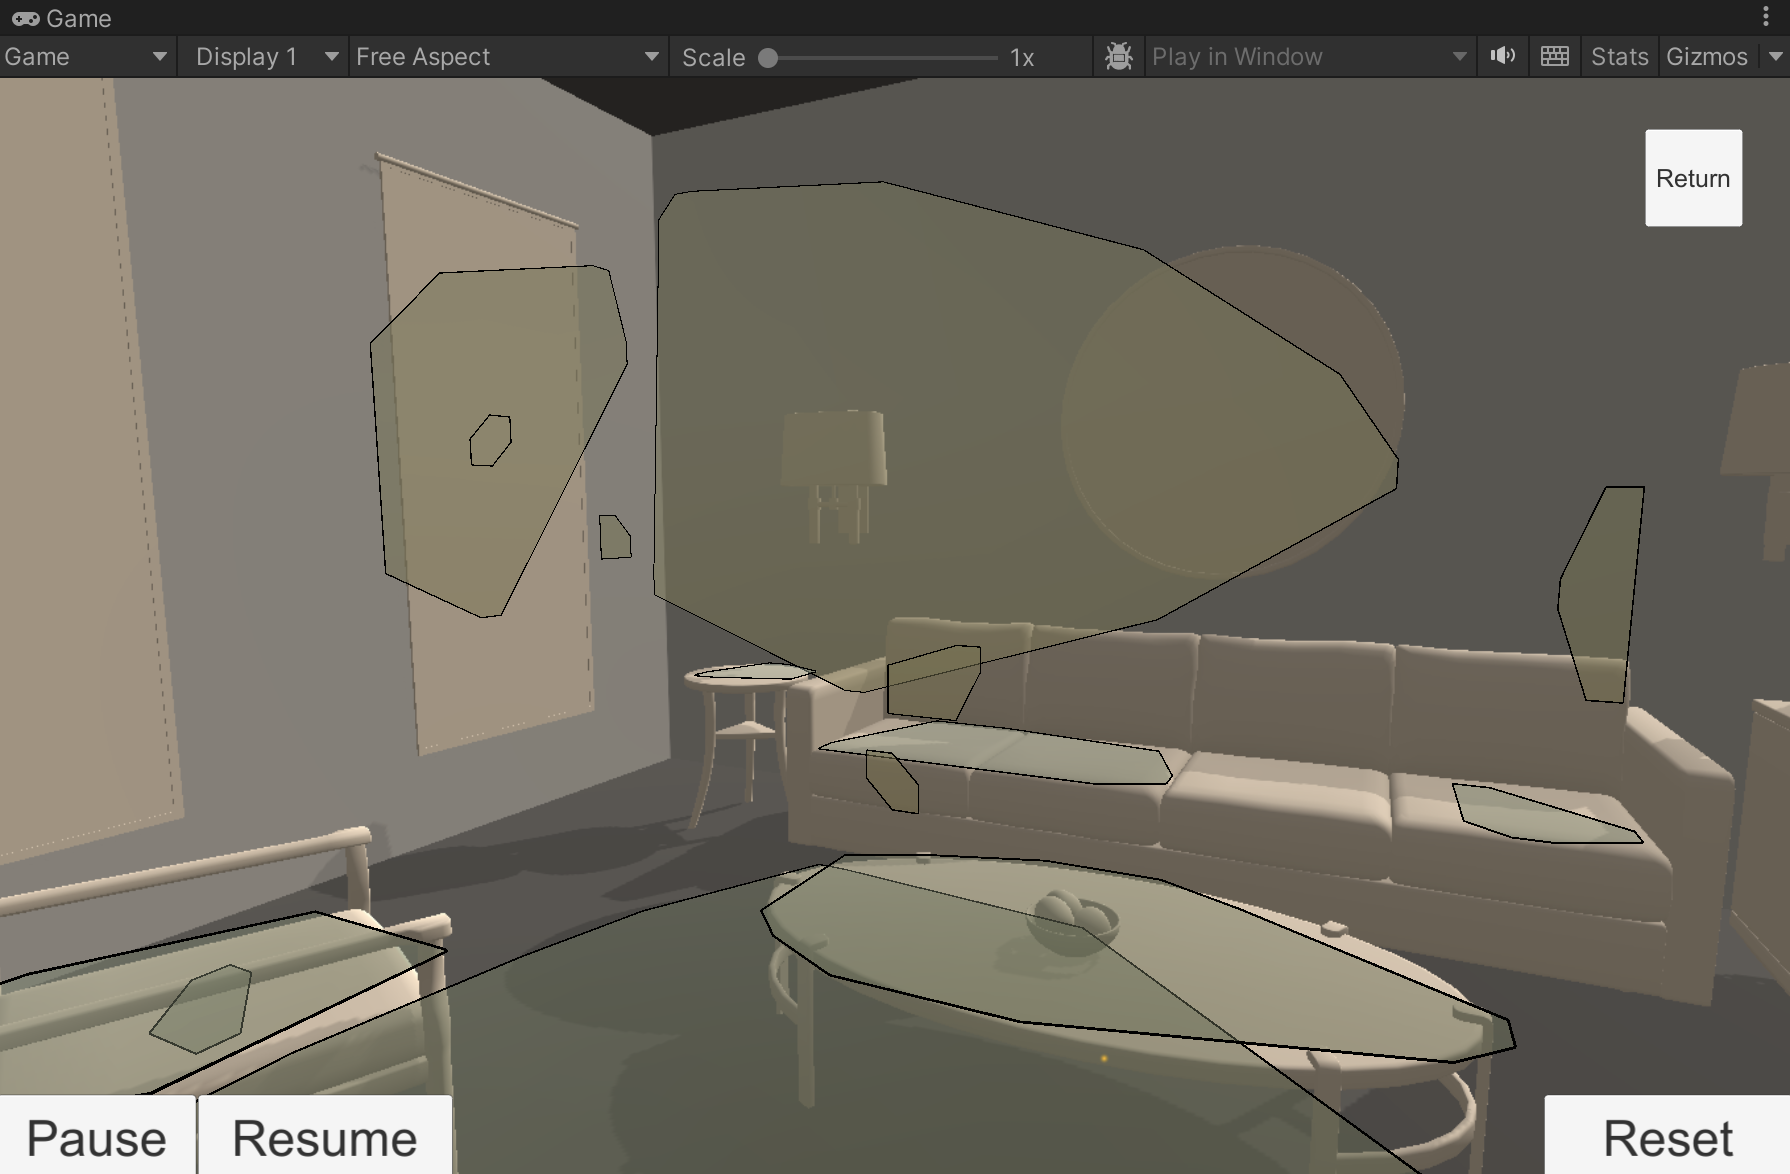 Game
Game Display 1 Free Aspect Scale 1x Play in Window Stats Gizmos
Return
Pause Resume Reset